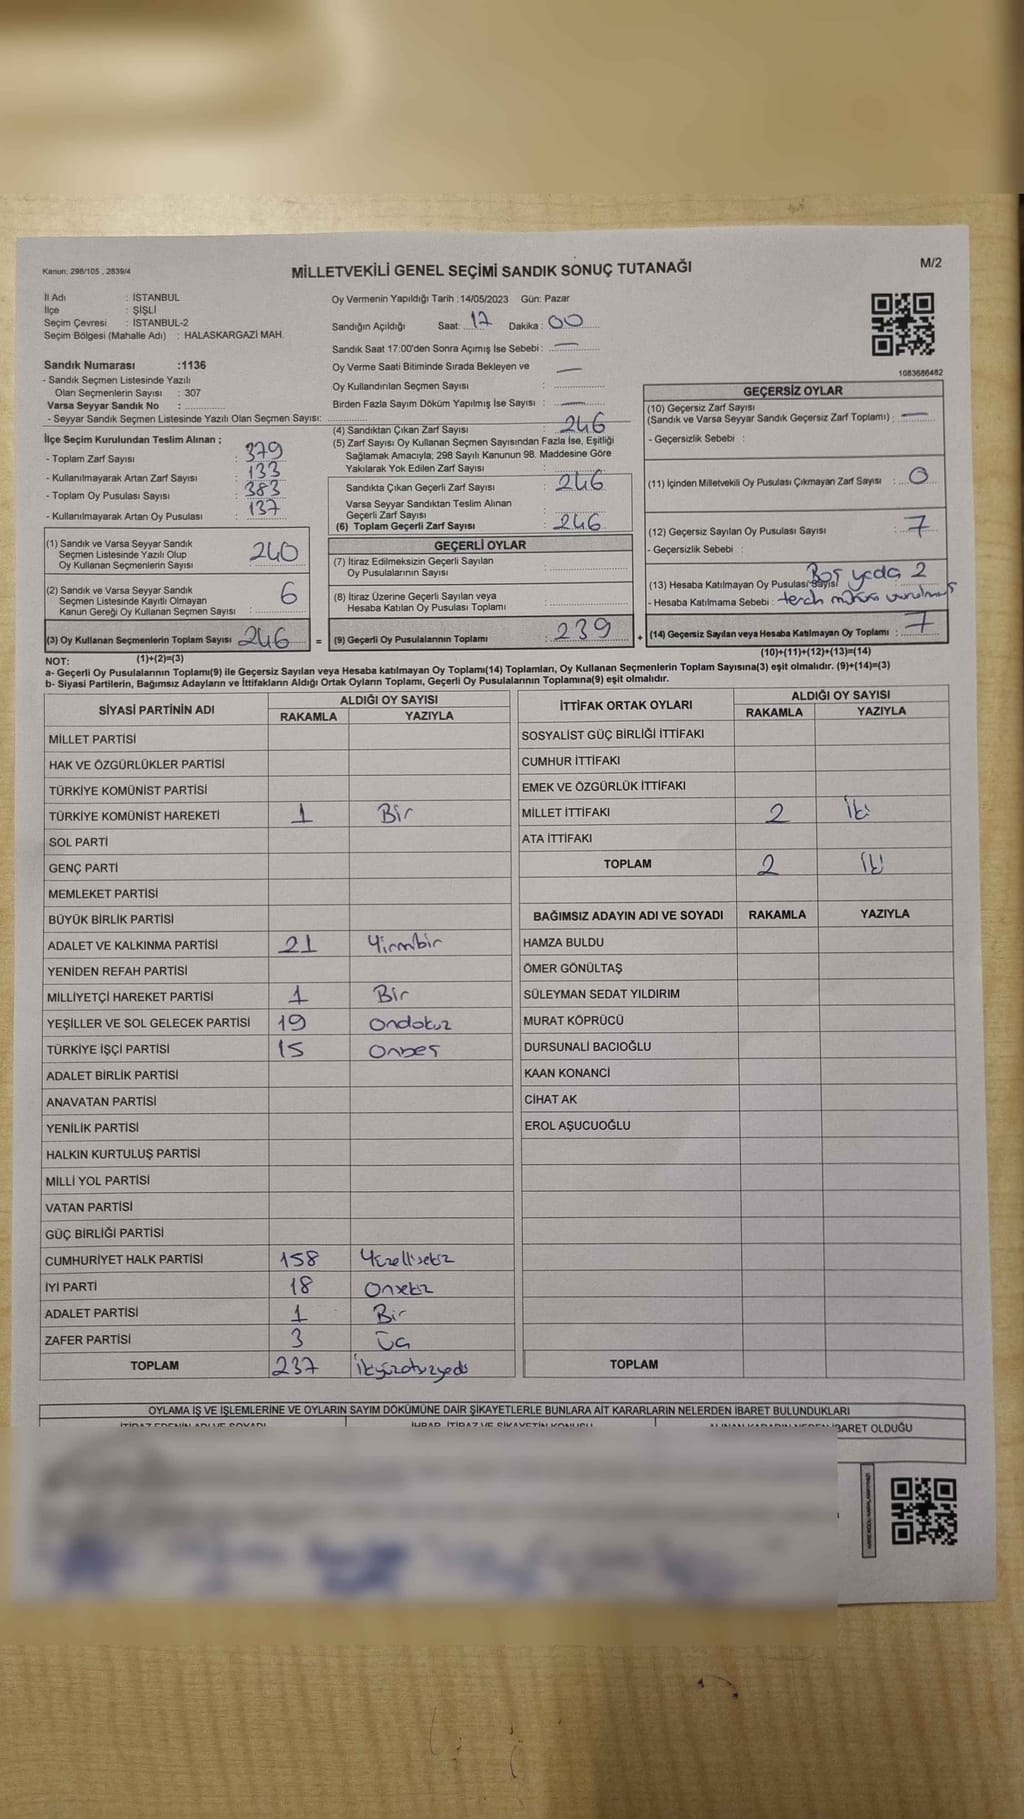 Kanun: 298/105 , 2839/4
MİLLETVEKİLİ GENEL SEÇİMİ SANDIK SONUÇ TUTANAĞI
M/2
İl Adı : İSTANBUL
İlçe : ŞİŞLİ
Seçim Çevresi : İSTANBUL-2
Seçim Bölgesi (Mahalle Adı) : HALASKARGAZİ MAH.
Sandık Numarası :1136
- Sandık Seçmen Listesinde Yazılı
Olan Seçmenlerin Sayısı : 307
Varsa Seyyar Sandık No :
- Seyyar Sandık Seçmen Listesinde Yazılı Olan Seçmen Sayısı:
İlçe Seçim Kurulundan Teslim Alınan ;
- Toplam Zarf Sayısı : 379
- Kullanılmayarak Artan Zarf Sayısı : 133
- Toplam Oy Pusulası Sayısı : 383
- Kullanılmayarak Artan Oy Pusulası : 137
(1) Sandık ve Varsa Seyyar Sandık
Seçmen Listesinde Yazılı Olup
Oy Kullanan Seçmenlerin Sayısı : 240
(2) Sandık ve Varsa Seyyar Sandık
Seçmen Listesinde Kayıtlı Olmayan
Kanun Gereği Oy Kullanan Seçmen Sayısı : 6
(3) Oy Kullanan Seçmenlerin Toplam Sayısı : 246 =
(1)+(2)=(3)
Oy Vermenin Yapıldığı Tarih : 14/05/2023 Gün: Pazar
Sandığın Açıldığı Saat: 17 Dakika : 00
Sandık Saat 17:00'den Sonra Açımış İse Sebebi : —
Oy Verme Saati Bitiminde Sırada Bekleyen ve —
Oy Kullandırılan Seçmen Sayısı :
Birden Fazla Sayım Döküm Yapılmış İse Sayısı : —
(4) Sandıktan Çıkan Zarf Sayısı : 246
(5) Zarf Sayısı Oy Kullanan Seçmen Sayısından Fazla İse, Eşitliği
Sağlamak Amacıyla; 298 Sayılı Kanunun 98. Maddesine Göre
Yakılarak Yok Edilen Zarf Sayısı :
Sandıkta Çıkan Geçerli Zarf Sayısı : 246
Varsa Seyyar Sandıktan Teslim Alınan
Geçerli Zarf Sayısı :
(6) Toplam Geçerli Zarf Sayısı : 246
GEÇERLİ OYLAR
(7) İtiraz Edilmeksizin Geçerli Sayılan
Oy Pusulalarının Sayısı :
(8) İtiraz Üzerine Geçerli Sayılan veya
Hesaba Katılan Oy Pusulası Toplamı :
(9) Geçerli Oy Pusulalarının Toplamı : 239 +
1083686482
GEÇERSİZ OYLAR
(10) Geçersiz Zarf Sayısı
(Sandık ve Varsa Seyyar Sandık Geçersiz Zarf Toplamı) : —
- Geçersizlik Sebebi :
(11) İçinden Milletvekili Oy Pusulası Çıkmayan Zarf Sayısı : 0
(12) Geçersiz Sayılan Oy Pusulası Sayısı : 7
- Geçersizlik Sebebi :
(13) Hesaba Katılmayan Oy Pusulası Sayısı Boş yada 2
- Hesaba Katılmama Sebebi : tercih mührü vurulmuş
(14) Geçersiz Sayılan veya Hesaba Katılmayan Oy Toplamı : 7
(10)+(11)+(12)+(13)=(14)
NOT:
a- Geçerli Oy Pusulalarının Toplamı(9) ile Geçersiz Sayılan veya Hesaba katılmayan Oy Toplamı(14) Toplamları, Oy Kullanan Seçmenlerin Toplam Sayısına(3) eşit olmalıdır. (9)+(14)=(3)
b- Siyasi Partilerin, Bağımsız Adayların ve İttifakların Aldığı Ortak Oyların Toplamı, Geçerli Oy Pusulalarının Toplamına(9) eşit olmalıdır.
SİYASİ PARTİNİN ADI ALDIĞI OY SAYISI
RAKAMLA YAZIYLA
MİLLET PARTİSİ
HAK VE ÖZGÜRLÜKLER PARTİSİ
TÜRKİYE KOMÜNİST PARTİSİ
TÜRKİYE KOMÜNİST HAREKETİ 1 Bir
SOL PARTİ
GENÇ PARTİ
MEMLEKET PARTİSİ
BÜYÜK BİRLİK PARTİSİ
ADALET VE KALKINMA PARTİSİ 21 Yirmibir
YENİDEN REFAH PARTİSİ
MİLLİYETÇİ HAREKET PARTİSİ 1 Bir
YEŞİLLER VE SOL GELECEK PARTİSİ 19 Ondokuz
TÜRKİYE İŞÇİ PARTİSİ 15 Onbeş
ADALET BİRLİK PARTİSİ
ANAVATAN PARTİSİ
YENİLİK PARTİSİ
HALKIN KURTULUŞ PARTİSİ
MİLLİ YOL PARTİSİ
VATAN PARTİSİ
GÜÇ BİRLİĞİ PARTİSİ
CUMHURİYET HALK PARTİSİ 158 Yüzellisekiz
İYİ PARTİ 18 Onsekiz
ADALET PARTİSİ 1 Bir
ZAFER PARTİSİ 3 Üç
TOPLAM 237 İkiyüzotuzyedi
İTTİFAK ORTAK OYLARI ALDIĞI OY SAYISI
RAKAMLA YAZIYLA
SOSYALİST GÜÇ BİRLİĞİ İTTİFAKI
CUMHUR İTTİFAKI
EMEK VE ÖZGÜRLÜK İTTİFAKI
MİLLET İTTİFAKI 2 İki
ATA İTTİFAKI
TOPLAM 2 İki
BAĞIMSIZ ADAYIN ADI VE SOYADI RAKAMLA YAZIYLA
HAMZA BULDU
ÖMER GÖNÜLTAŞ
SÜLEYMAN SEDAT YILDIRIM
MURAT KÖPRÜCÜ
DURSUNALİ BACIOĞLU
KAAN KONANCİ
CİHAT AK
EROL AŞUCUOĞLU
TOPLAM
OYLAMA İŞ VE İŞLEMLERİNE VE OYLARIN SAYIM DÖKÜMÜNE DAİR ŞİKAYETLERLE BUNLARA AİT KARARLARIN NELERDEN İBARET BULUNDUKLARI
İTİRAZ EDENİN ADI VE SOYADI İHBAR, İTİRAZ VE ŞİKAYETİN KONUSU ALINAN KARARIN NEDEN İBARET OLDUĞU